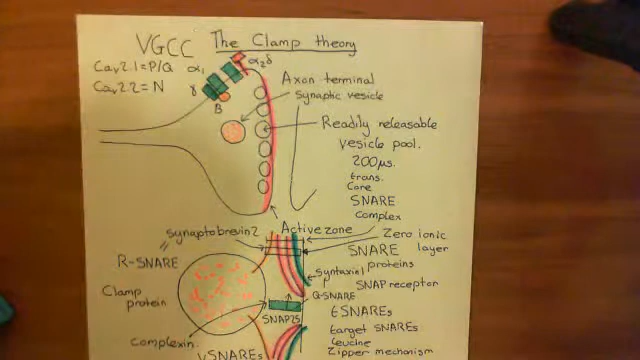 VGCC The Clamp theory
Cav2.1=P/Q α1 α2δ
Cav2.2=N γ
B
Axon terminal
Synaptic vesicle
Readily releasable
vesicle pool.
200µs.
trans.
Core
SNARE
Complex
Synaptobrevin2
Active zone
Zero ionic
layer
R-SNARE
SNARE
proteins
Syntaxin1
SNAP receptor
Clamp
protein
Q-SNARE
SNAP25
tSNAREs
target SNAREs
Complexin
Leucine
Zipper mechanism
vSNAREs